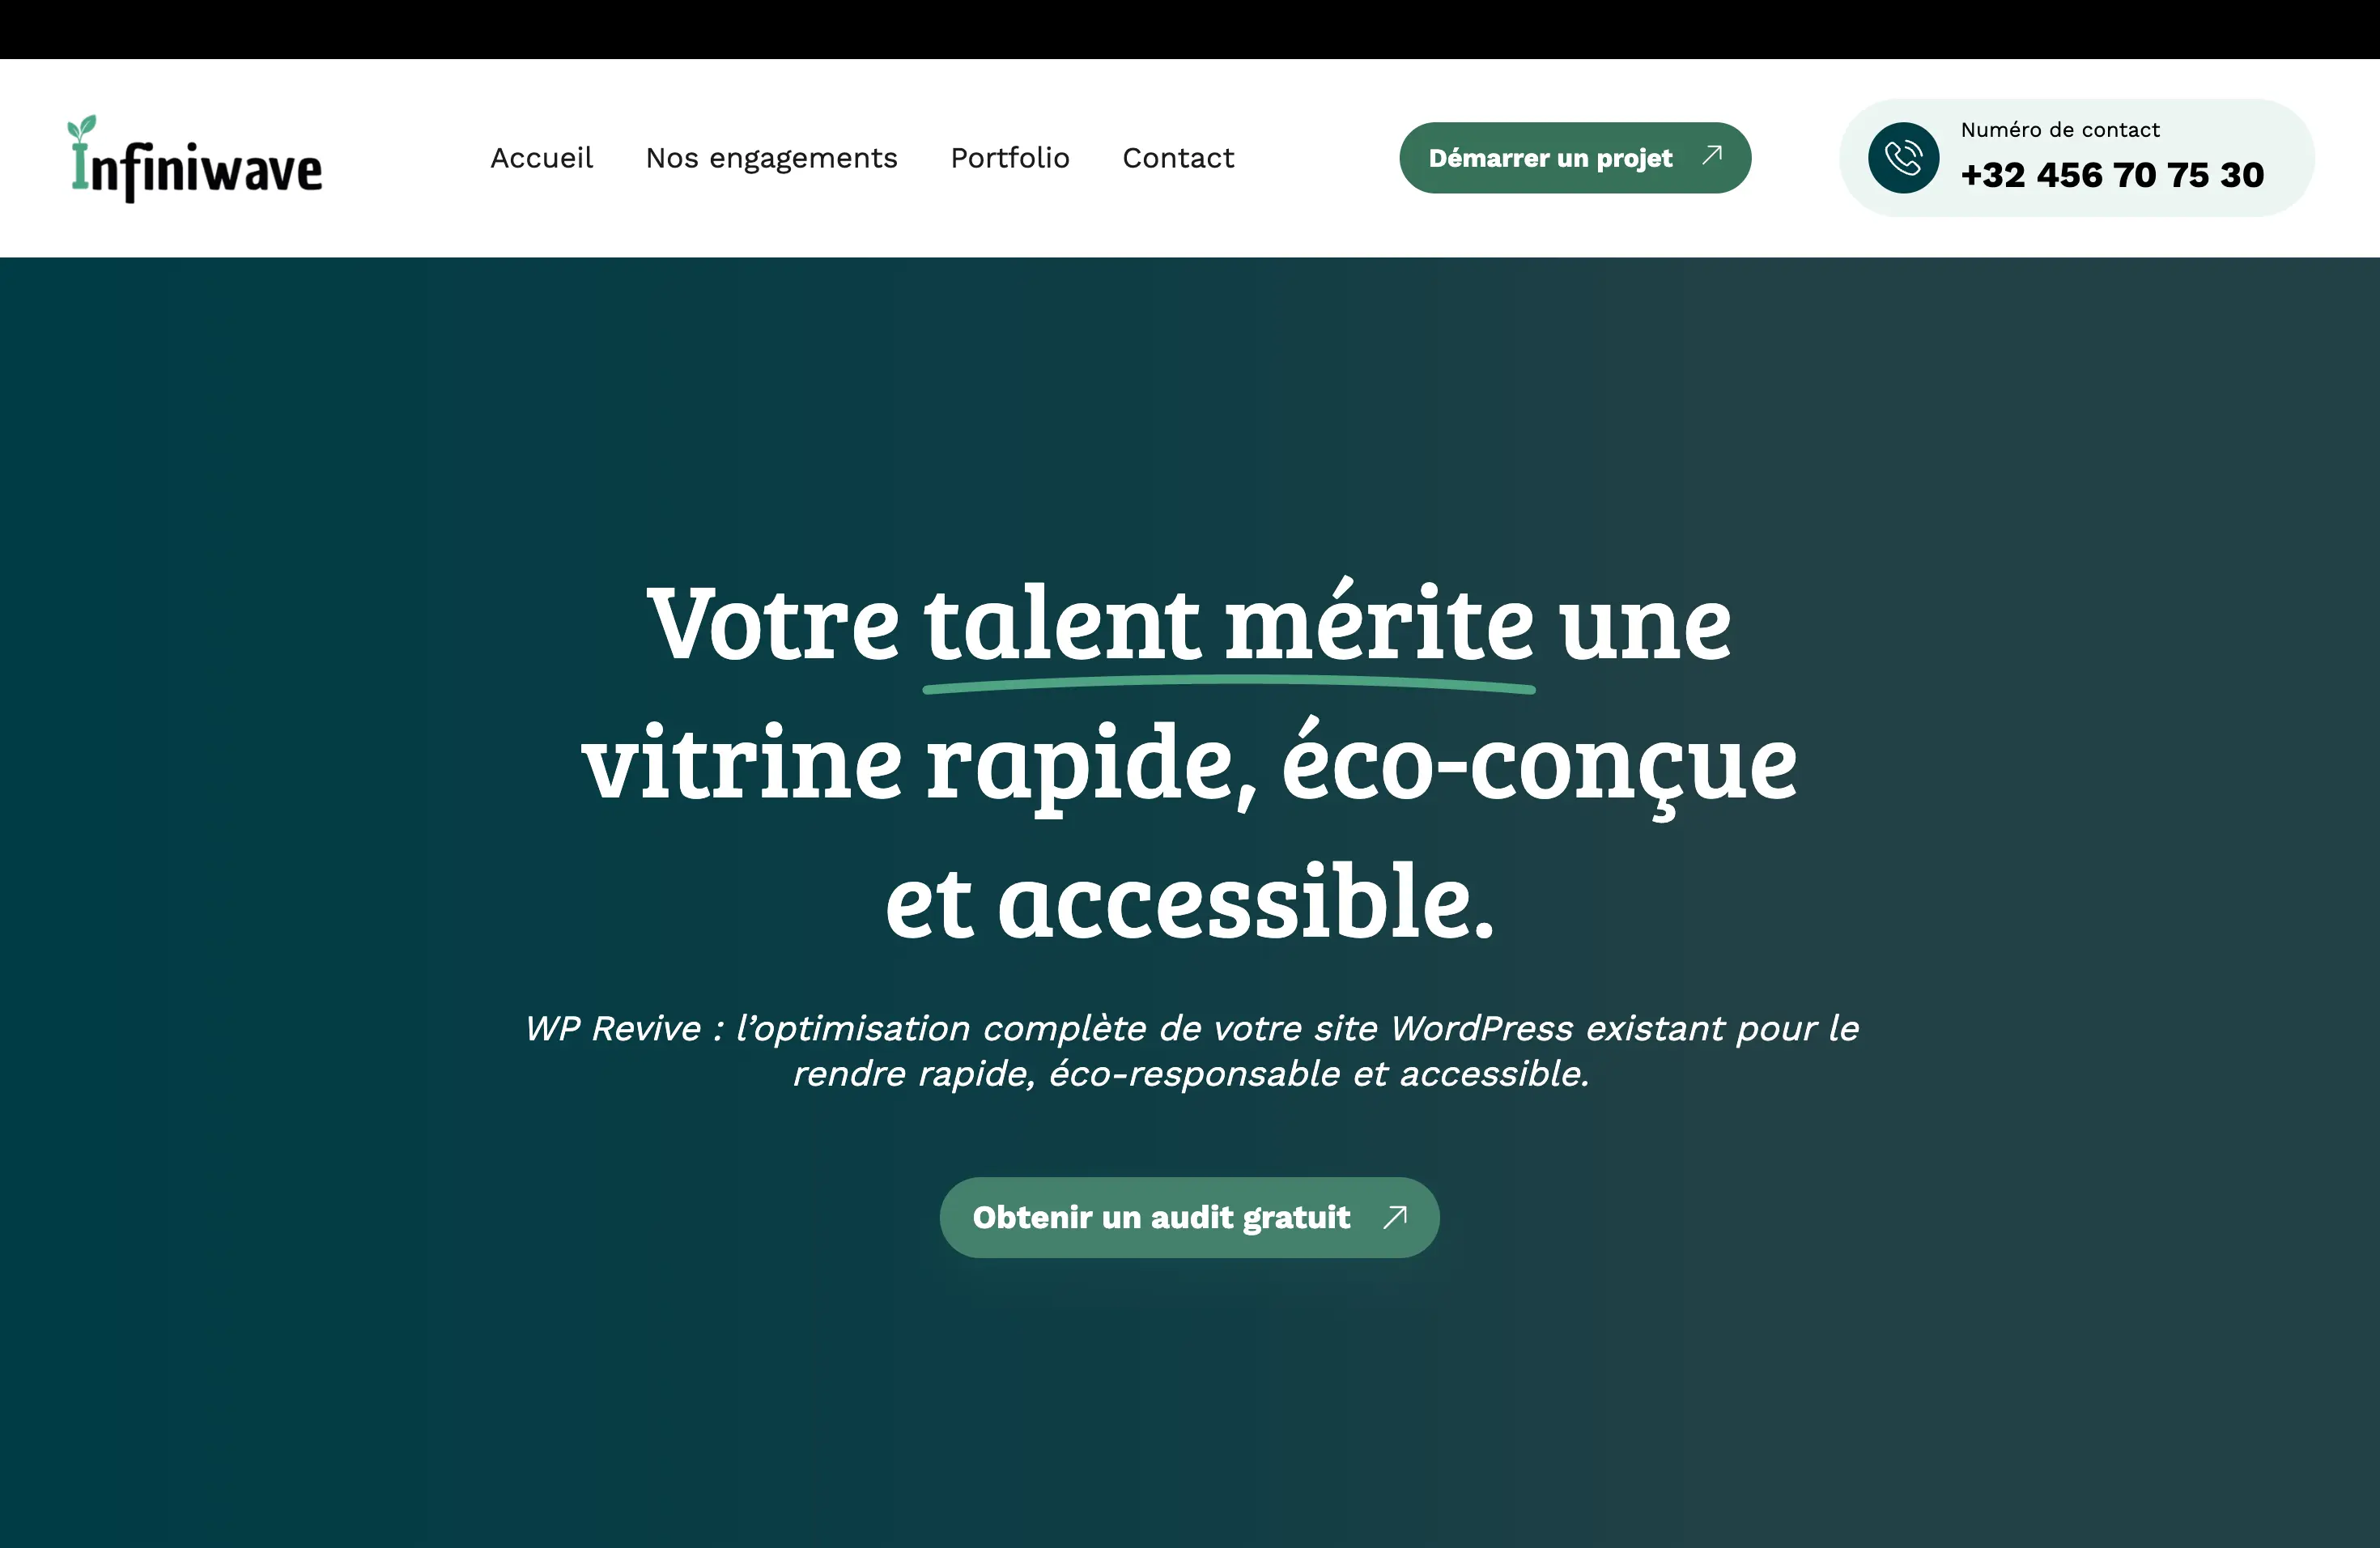 Infiniwave
Accueil
Nos engagements
Portfolio
Contact
Démarrer un projet
Numéro de contact
+32 456 70 75 30
Votre talent mérite une
vitrine rapide, éco-conçue
et accessible.
WP Revive : l’optimisation complète de votre site WordPress existant pour le
rendre rapide, éco-responsable et accessible.
Obtenir un audit gratuit